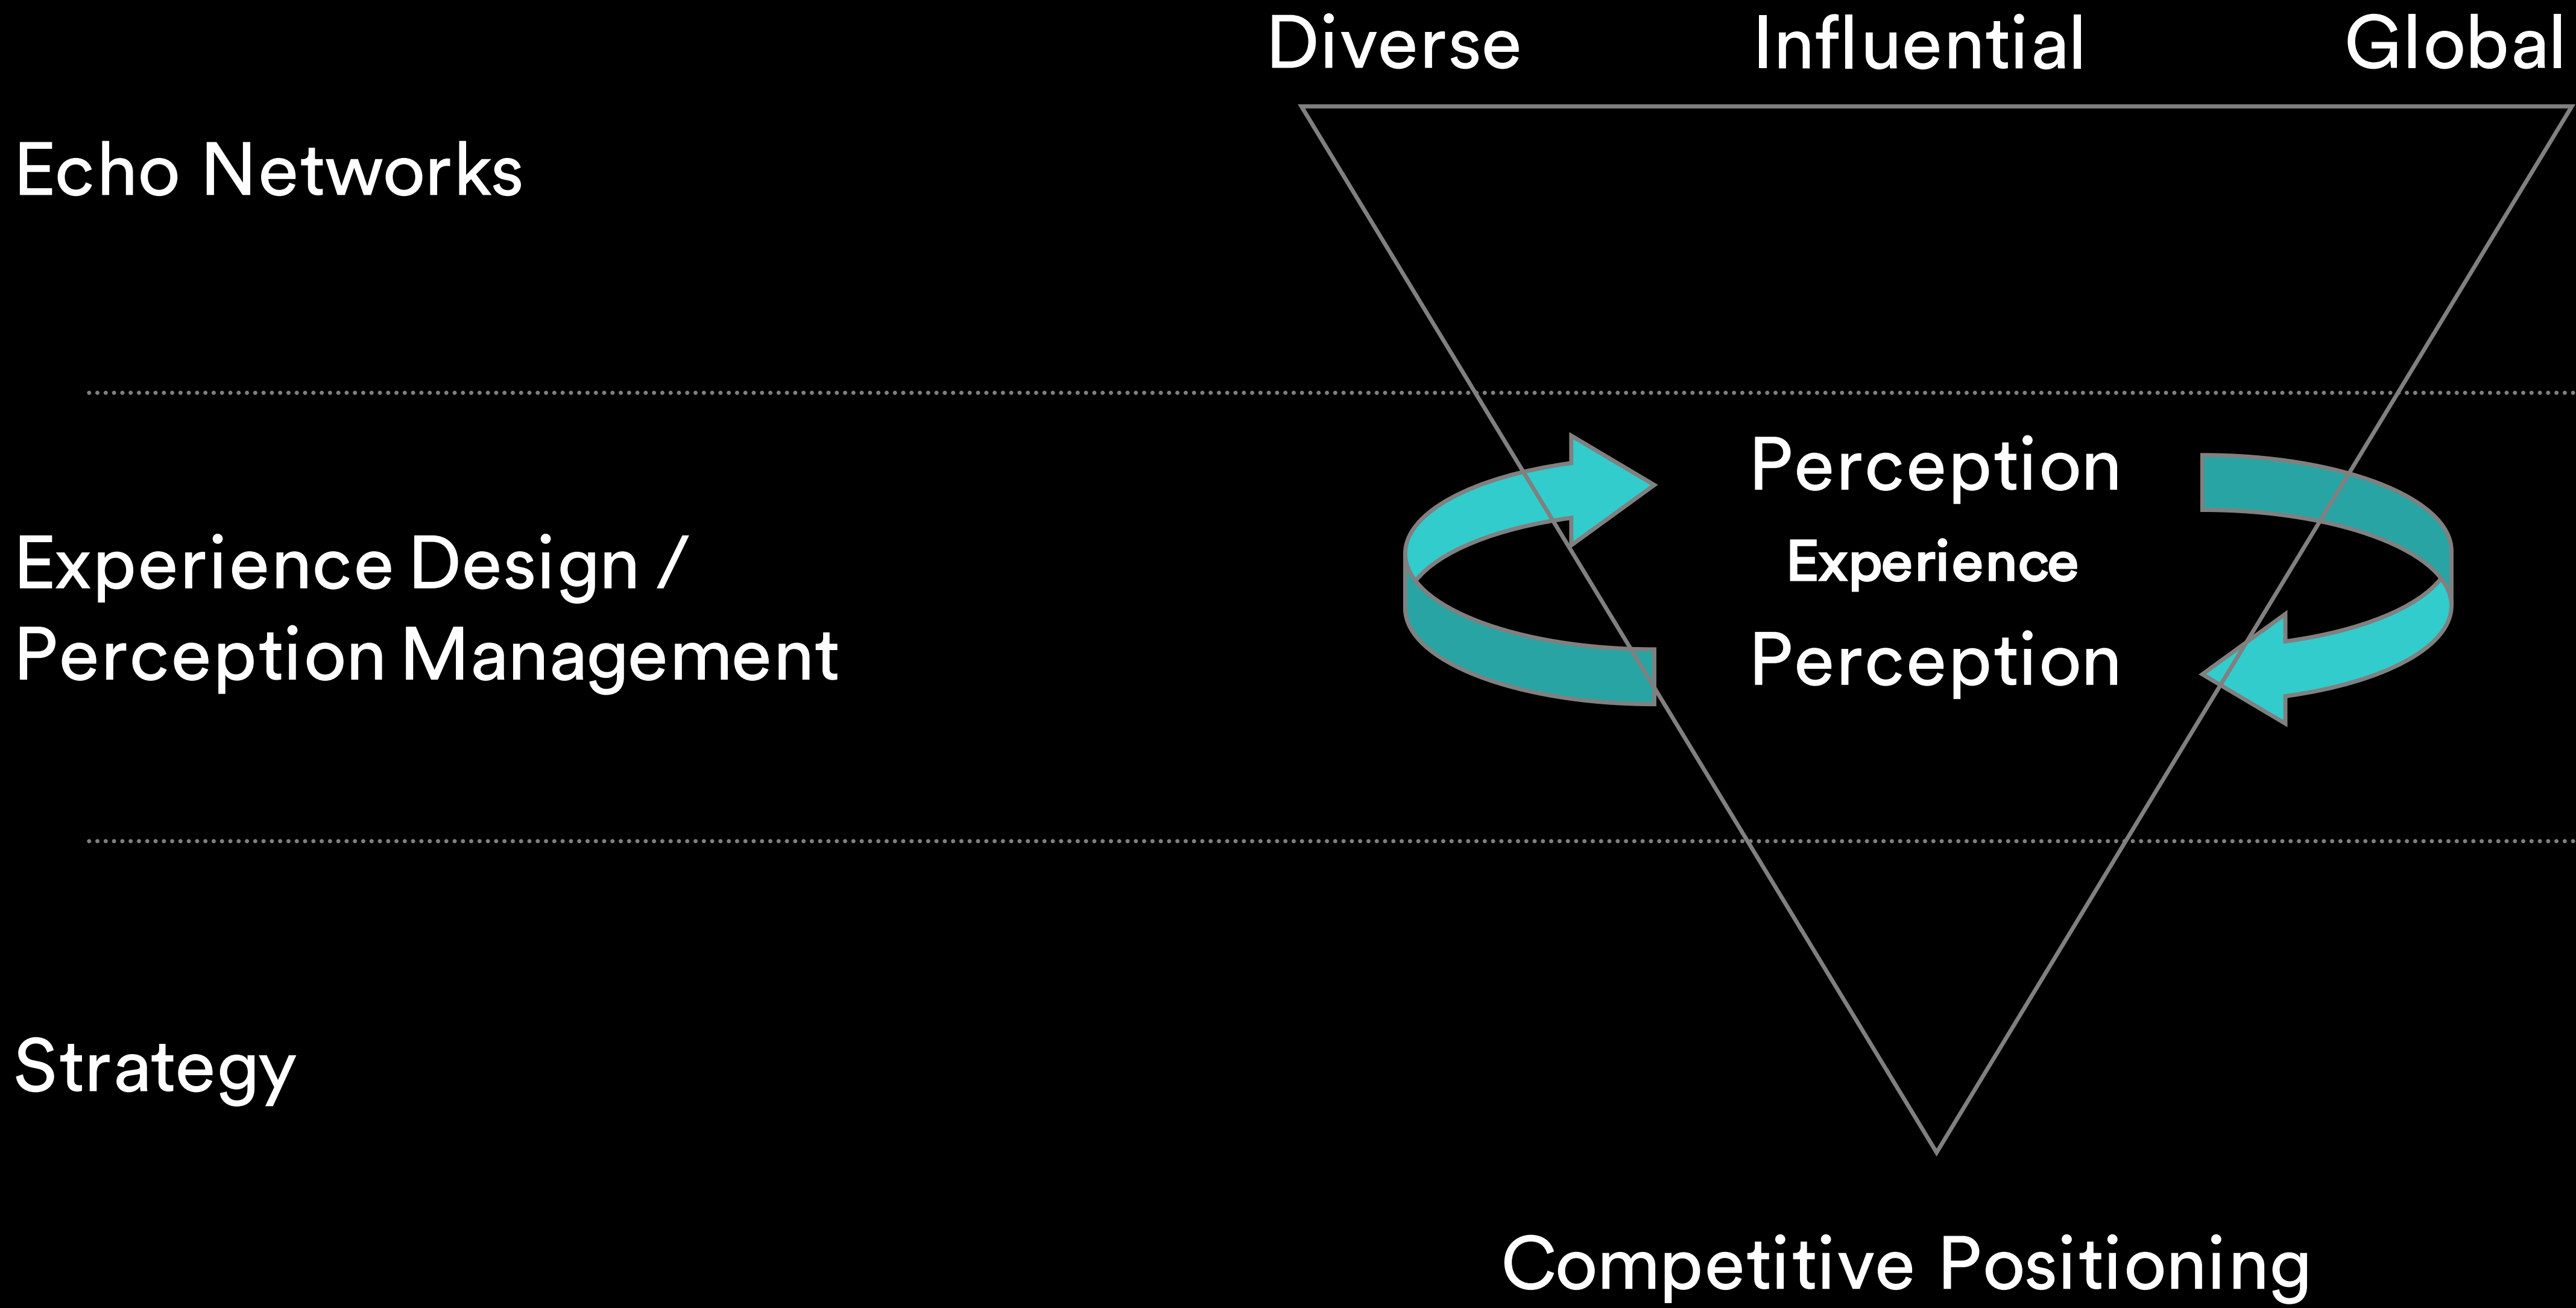 Diverse Influential Global
Echo Networks
Perception
Experience Design /
Experience
Perception Management
Perception
Strategy
Competitive Positioning